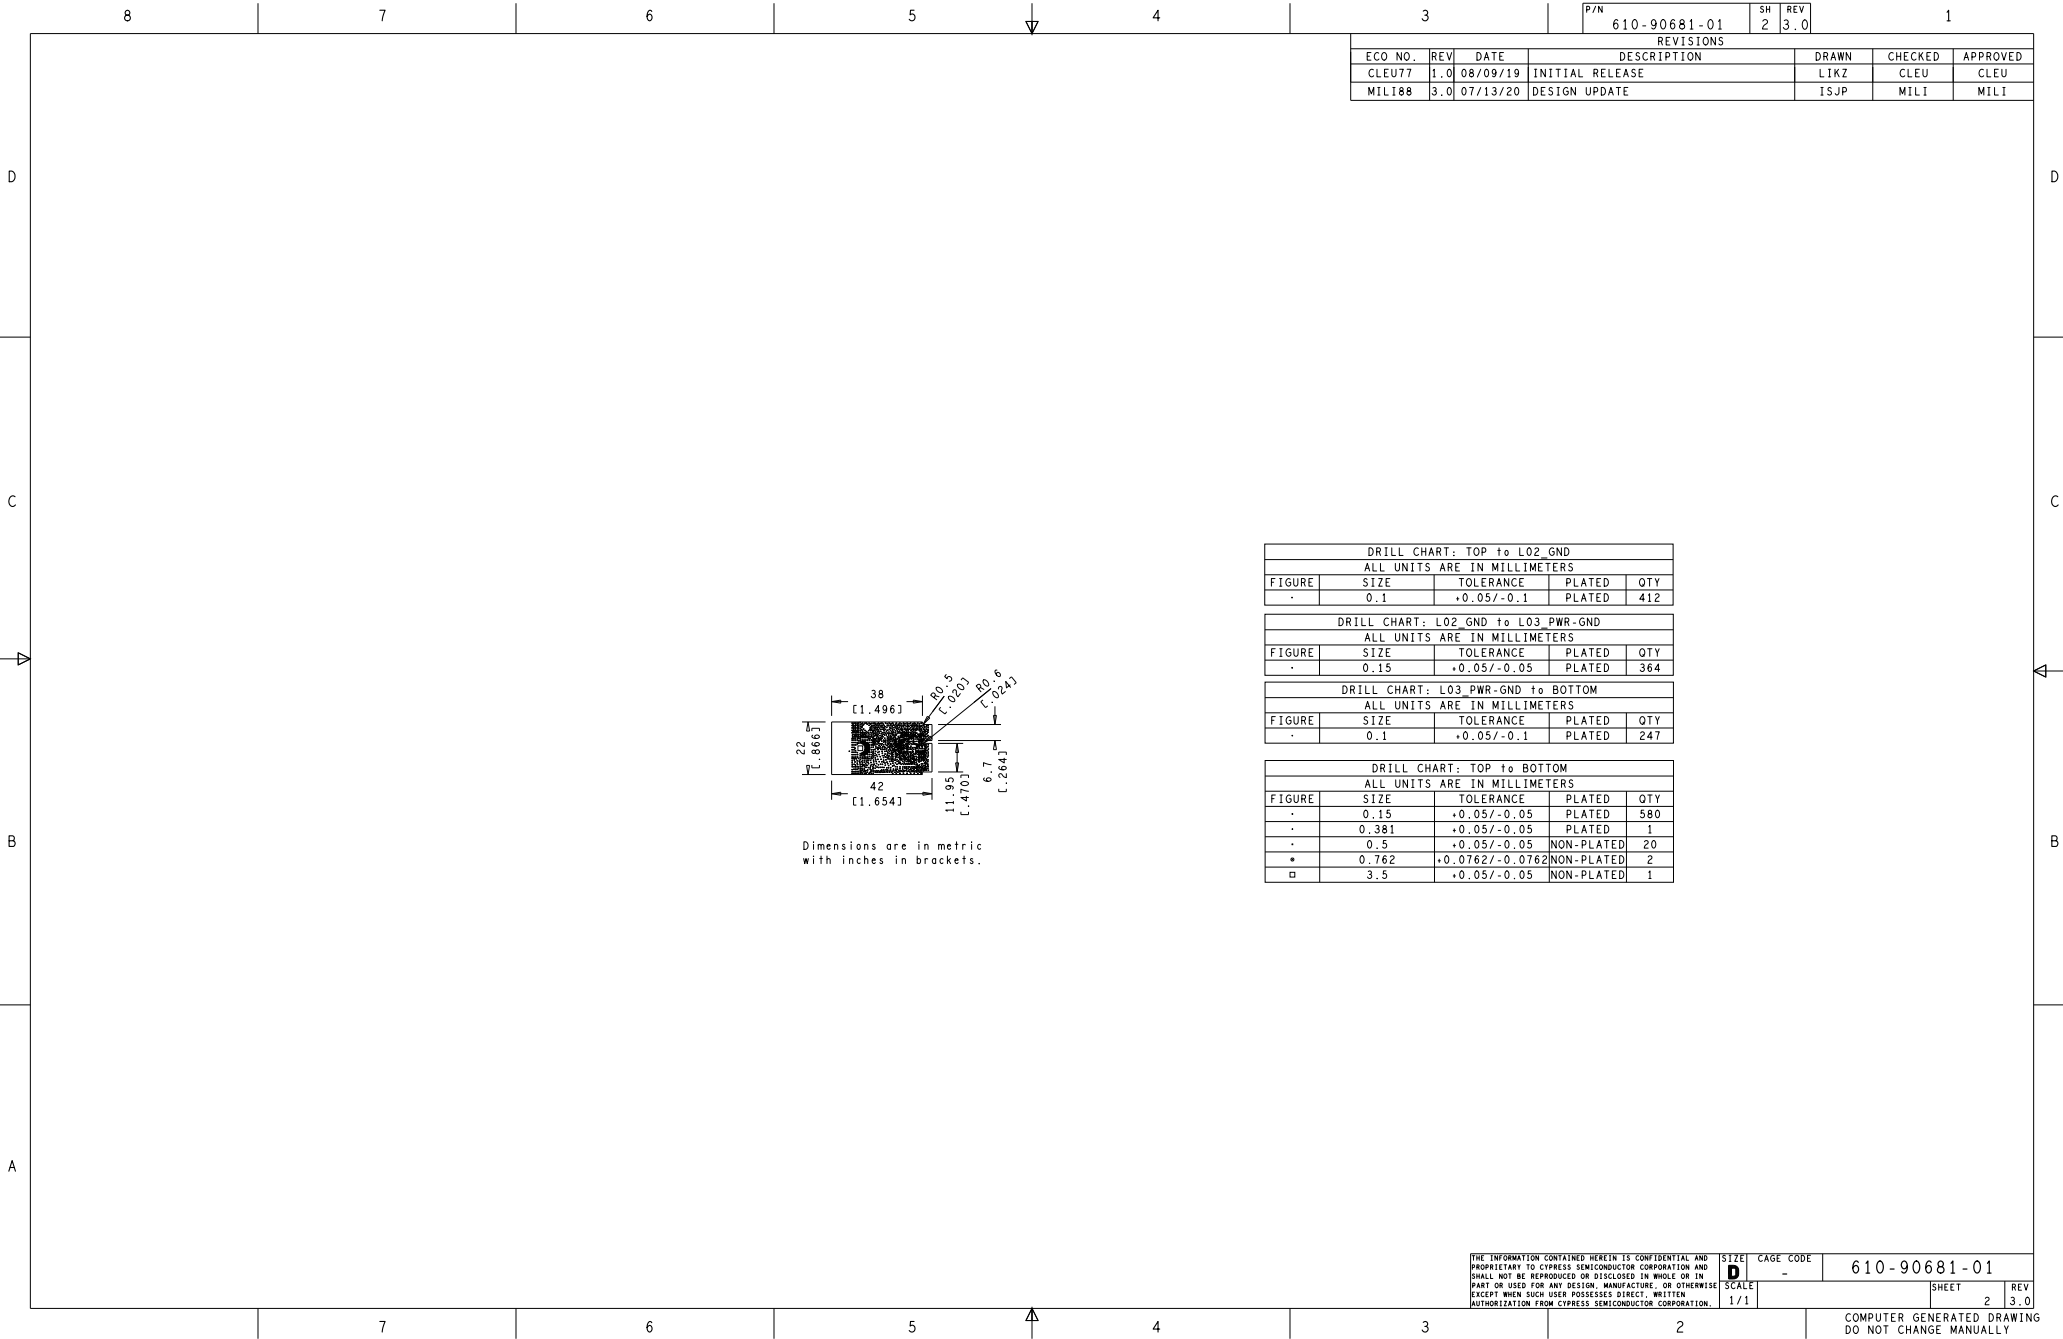 8 7 6 5 4 3 1
P/N SH REV
610-90681-01 2 3.0
REVISIONS
ECO NO. REV DATE DESCRIPTION DRAWN CHECKED APPROVED
CLEU77 1.0 08/09/19 INITIAL RELEASE LIKZ CLEU CLEU
MILI88 3.0 07/13/20 DESIGN UPDATE ISJP MILI MILI
D D
C C
DRILL CHART: TOP to L02_GND
ALL UNITS ARE IN MILLIMETERS
FIGURE SIZE TOLERANCE PLATED QTY
0.1 +0.05/-0.1 PLATED 412
DRILL CHART: L02_GND to L03_PWR-GND
ALL UNITS ARE IN MILLIMETERS
FIGURE SIZE TOLERANCE PLATED QTY
0.15 +0.05/-0.05 PLATED 364
DRILL CHART: L03_PWR-GND to BOTTOM
ALL UNITS ARE IN MILLIMETERS
FIGURE SIZE TOLERANCE PLATED QTY
0.1 +0.05/-0.1 PLATED 247
DRILL CHART: TOP to BOTTOM
ALL UNITS ARE IN MILLIMETERS
FIGURE SIZE TOLERANCE PLATED QTY
0.15 +0.05/-0.05 PLATED 580
0.381 +0.05/-0.05 PLATED 1
0.5 +0.05/-0.05 NON-PLATED 20
0.762 +0.0762/-0.0762 NON-PLATED 2
3.5 +0.05/-0.05 NON-PLATED 1
38
[1.496]
R0.5
[.020]
R0.6
[.024]
22
[.866]
42
[1.654]
11.95
[.470]
6.7
[.264]
Dimensions are in metric
with inches in brackets.
B B
A
THE INFORMATION CONTAINED HEREIN IS CONFIDENTIAL AND
PROPRIETARY TO CYPRESS SEMICONDUCTOR CORPORATION AND
SHALL NOT BE REPRODUCED OR DISCLOSED IN WHOLE OR IN
PART OR USED FOR ANY DESIGN, MANUFACTURE, OR OTHERWISE
EXCEPT WHEN SUCH USER POSSESSES DIRECT, WRITTEN
AUTHORIZATION FROM CYPRESS SEMICONDUCTOR CORPORATION.
SIZE CAGE CODE
D - 610-90681-01
SCALE SHEET REV
1/1 2 3.0
7 6 5 4 3 2
COMPUTER GENERATED DRAWING
DO NOT CHANGE MANUALLY